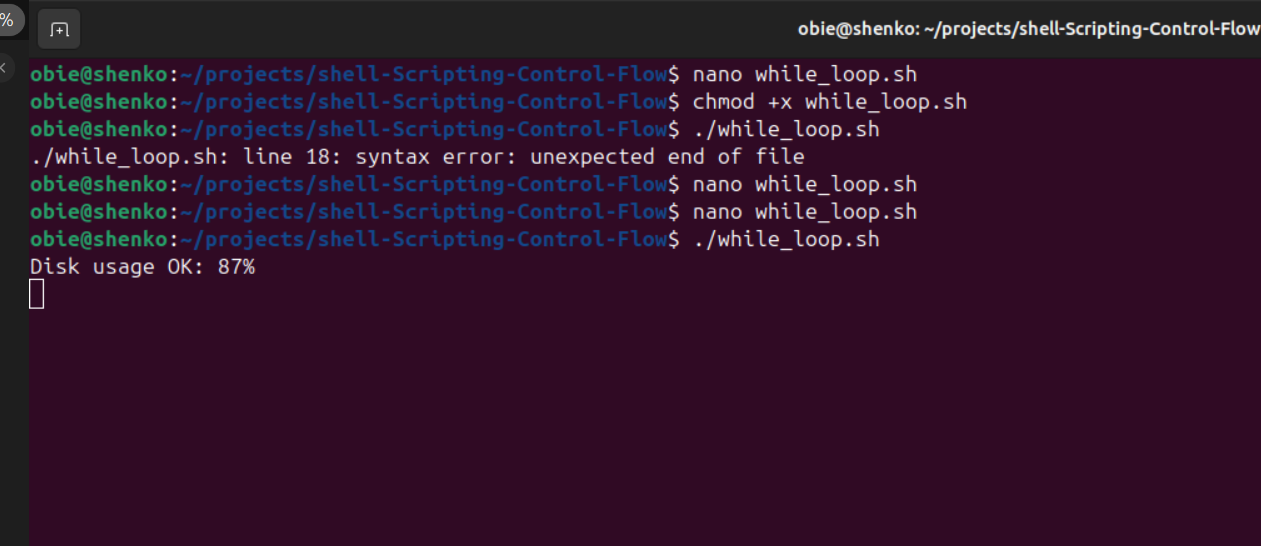 %
obie@shenko: ~/projects/shell-Scripting-Control-Flow
obie@shenko:~/projects/shell-Scripting-Control-Flow$ nano while_loop.sh
obie@shenko:~/projects/shell-Scripting-Control-Flow$ chmod +x while_loop.sh
obie@shenko:~/projects/shell-Scripting-Control-Flow$ ./while_loop.sh
./while_loop.sh: line 18: syntax error: unexpected end of file
obie@shenko:~/projects/shell-Scripting-Control-Flow$ nano while_loop.sh
obie@shenko:~/projects/shell-Scripting-Control-Flow$ nano while_loop.sh
obie@shenko:~/projects/shell-Scripting-Control-Flow$ ./while_loop.sh
Disk usage OK: 87%